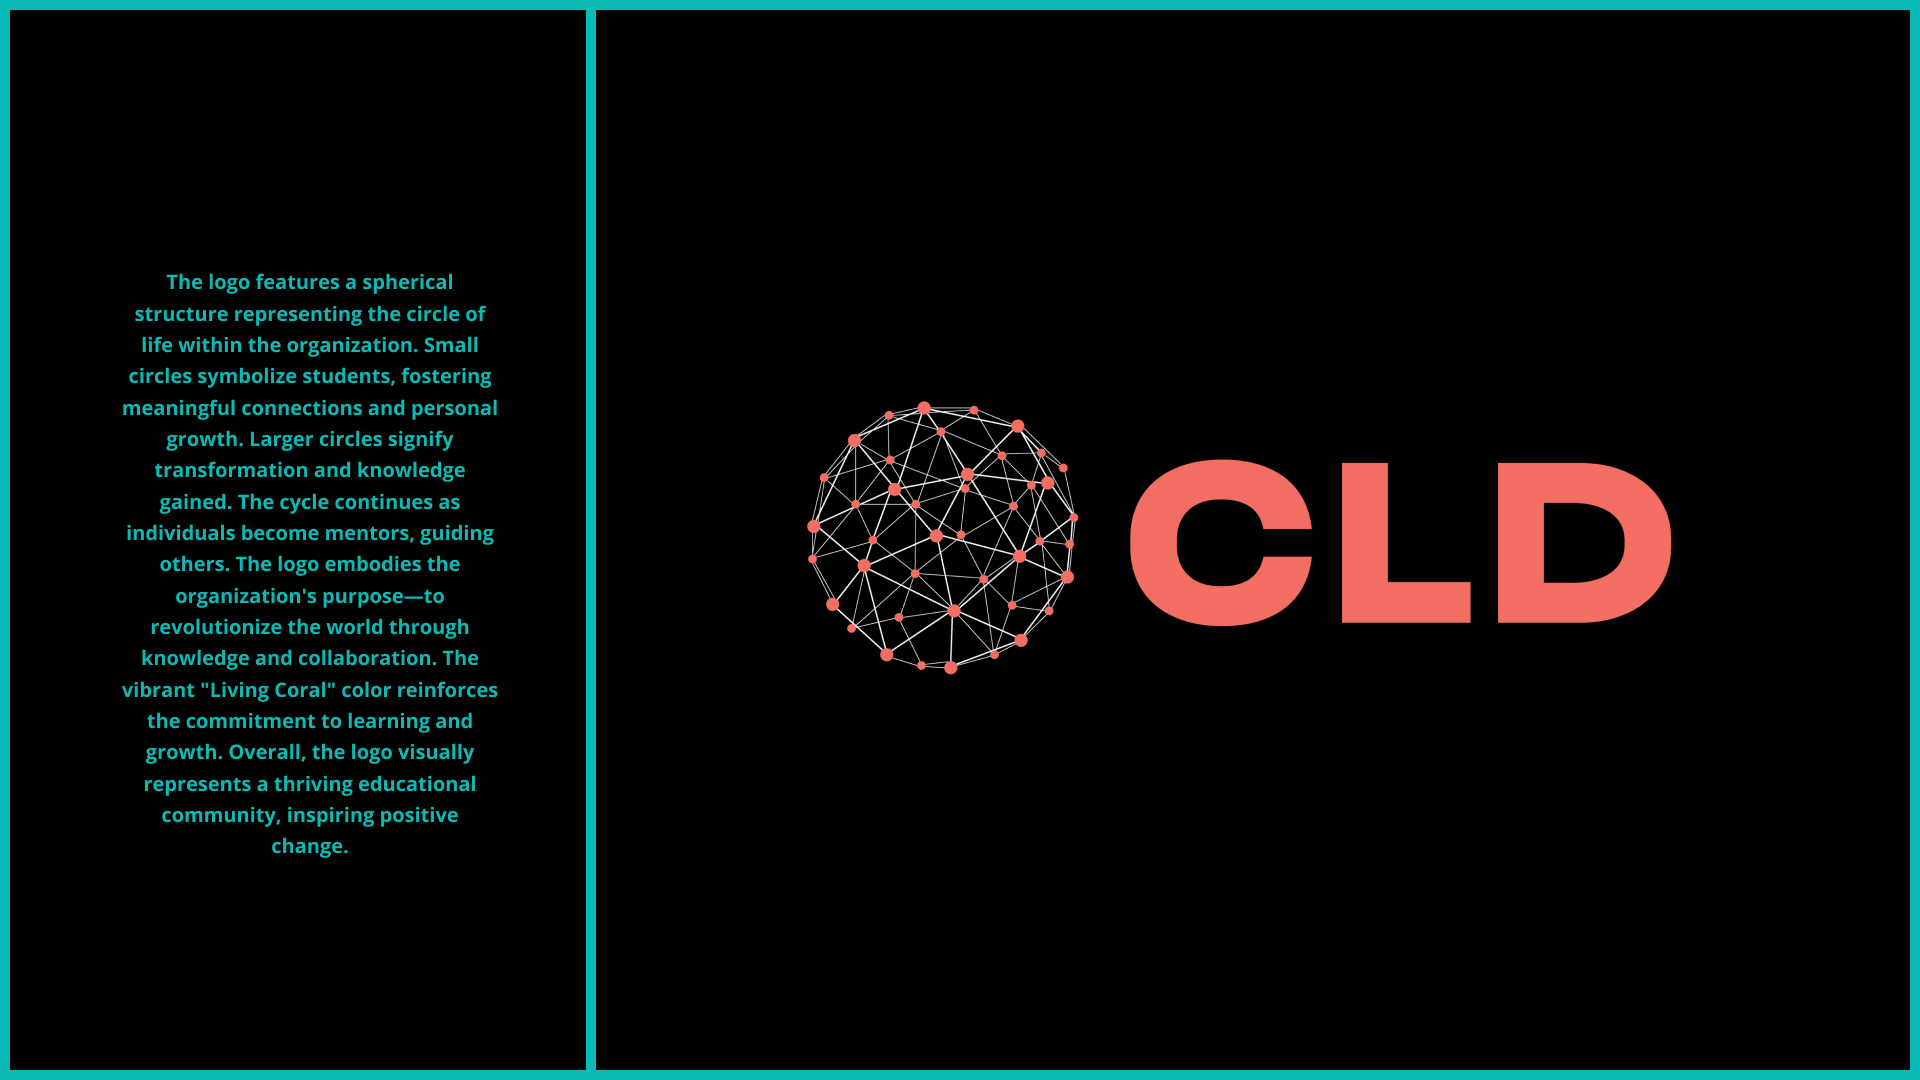 The logo features a spherical
structure representing the circle of
life within the organization. Small
circles symbolize students, fostering
meaningful connections and personal
growth. Larger circles signify
transformation and knowledge
gained. The cycle continues as
individuals become mentors, guiding
others. The logo embodies the
organization's purpose—to
revolutionize the world through
knowledge and collaboration. The
vibrant "Living Coral" color reinforces
the commitment to learning and
growth. Overall, the logo visually
represents a thriving educational
community, inspiring positive
change.
CLD